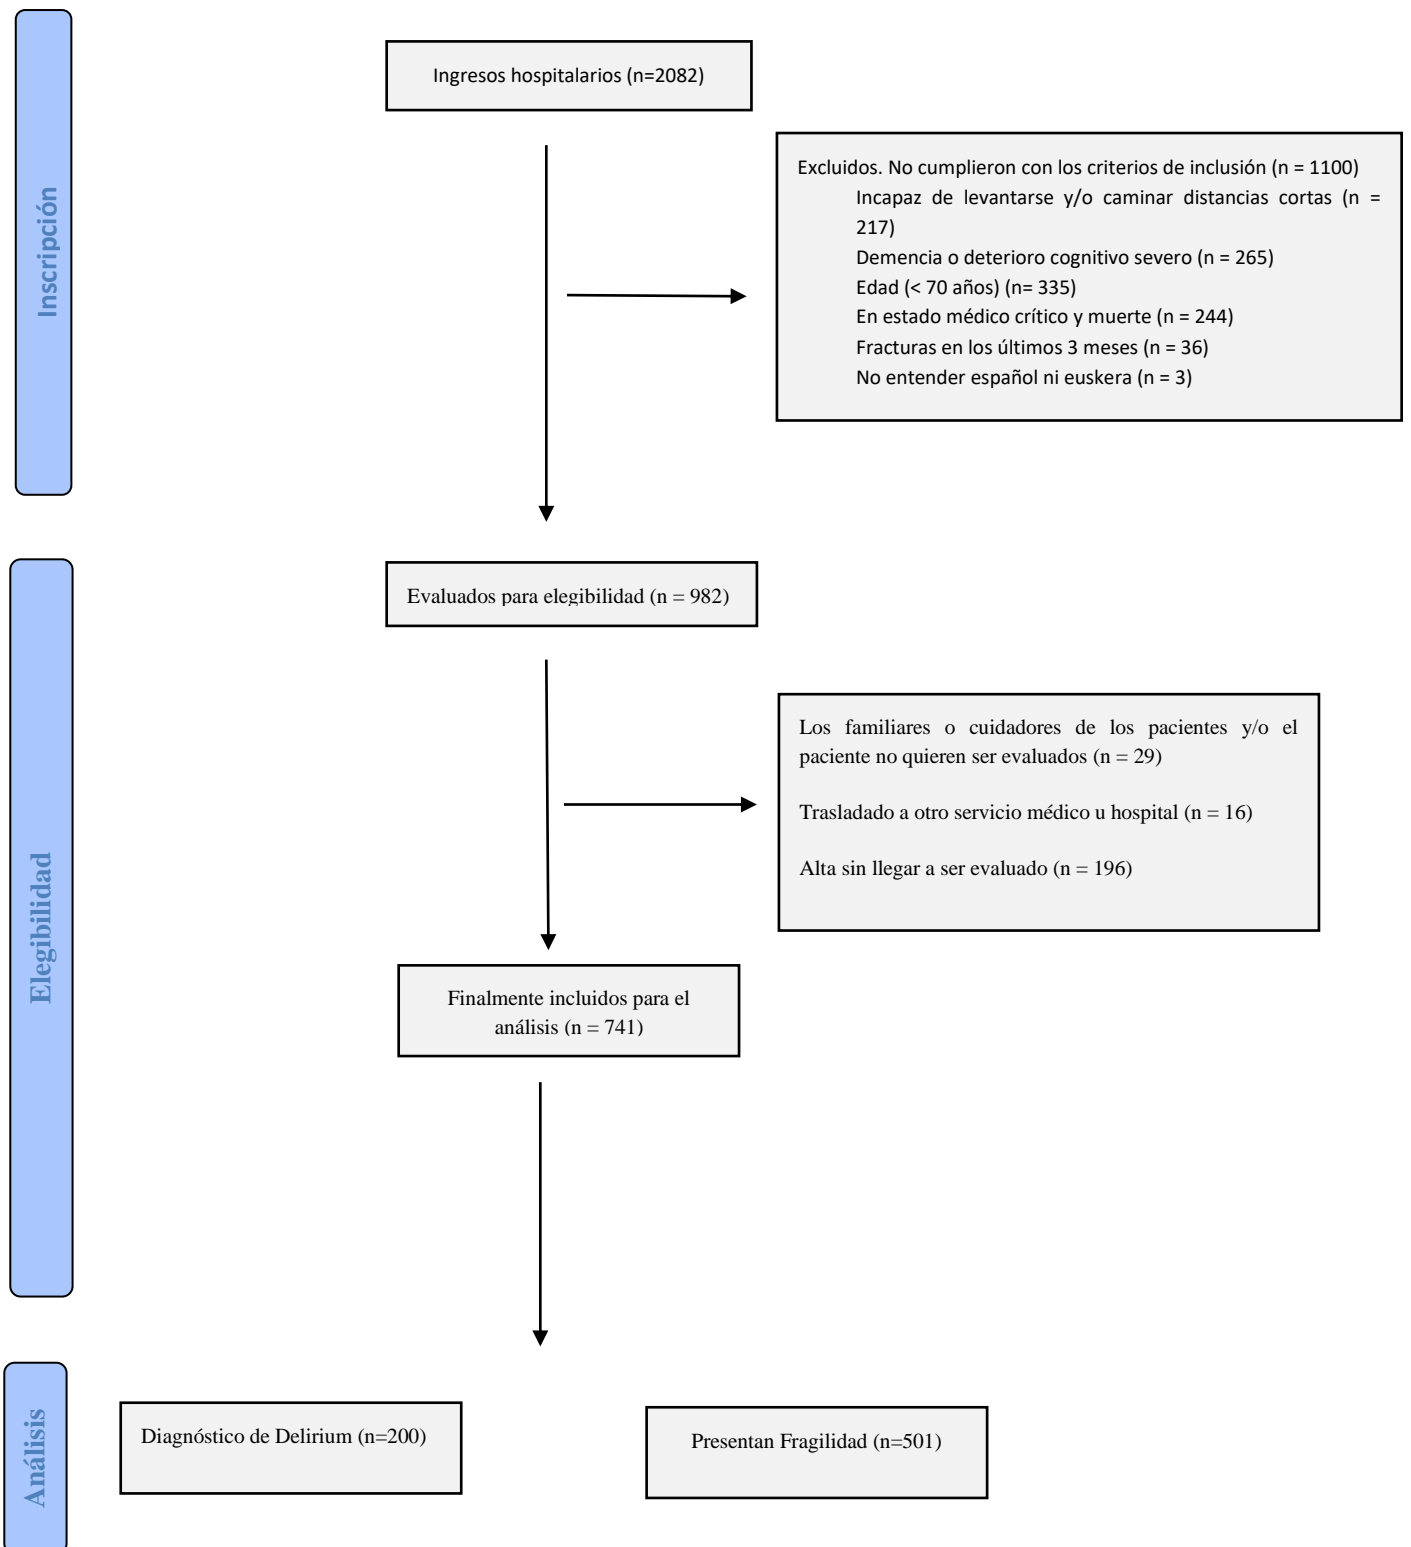 Inscripción
Ingresos hospitalarios (n=2082)
Excluidos. No cumplieron con los criterios de inclusión (n = 1100)
Incapaz de levantarse y/o caminar distancias cortas (n =
217)
Demencia o deterioro cognitivo severo (n = 265)
Edad (< 70 años) (n= 335)
En estado médico crítico y muerte (n = 244)
Fracturas en los últimos 3 meses (n = 36)
No entender español ni euskera (n = 3)
Elegibilidad
Evaluados para elegibilidad (n = 982)
Los familiares o cuidadores de los pacientes y/o el
paciente no quieren ser evaluados (n = 29)
Trasladado a otro servicio médico u hospital (n = 16)
Alta sin llegar a ser evaluado (n = 196)
Finalmente incluidos para el
análisis (n = 741)
Análisis
Diagnóstico de Delirium (n=200)
Presentan Fragilidad (n=501)